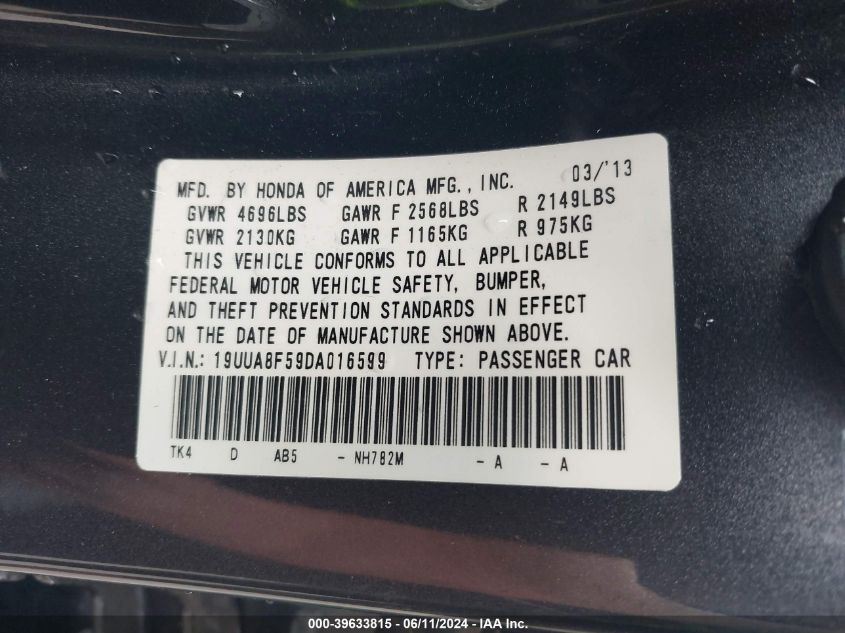 MFD. BY HONDA OF AMERICA MFG., INC. 03/'13
GVWR 4696LBS GAWR F 2568LBS R 2149LBS
GVWR 2130KG GAWR F 1165KG R 975KG
THIS VEHICLE CONFORMS TO ALL APPLICABLE
FEDERAL MOTOR VEHICLE SAFETY, BUMPER,
AND THEFT PREVENTION STANDARDS IN EFFECT
ON THE DATE OF MANUFACTURE SHOWN ABOVE.
V.I.N.: 19UUA8F59DA016599 TYPE: PASSENGER CAR
TK4 D AB5 - NH782M - A - A
000-39633815 - 06/11/2024 - IAA Inc.